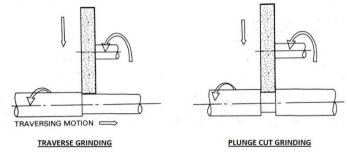 TRAVERSING MOTION
TRAVERSE GRINDING
PLUNGE CUT GRINDING